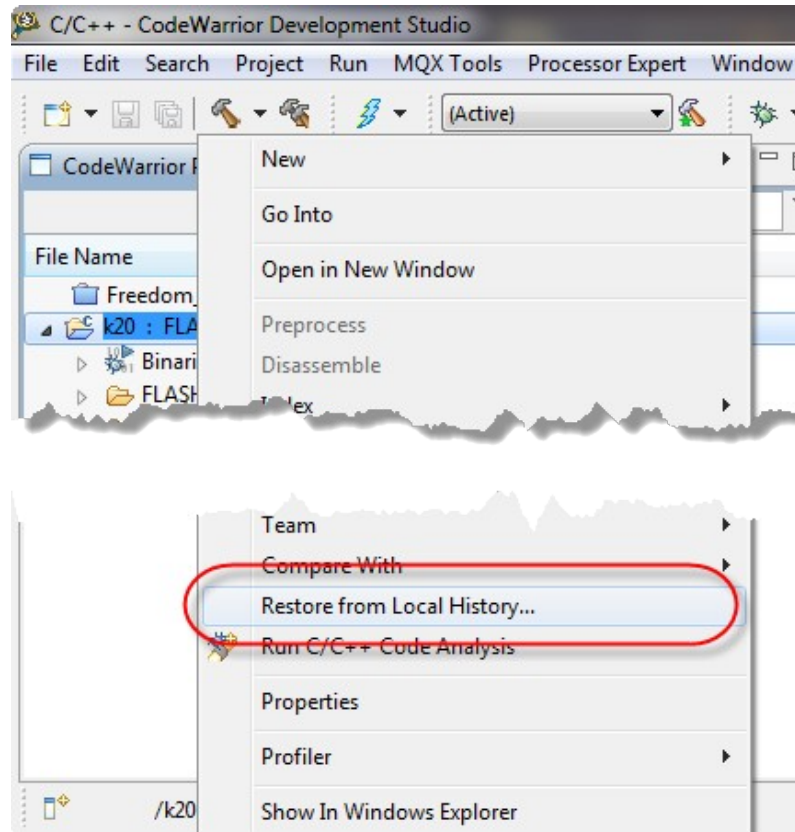 C/C++ - CodeWarrior Development Studio
File Edit Search Project Run MQX Tools Processor Expert Window
(Active)
CodeWarrior
New
Go Into
File Name
Open in New Window
Freedom_
k20 : FLA
Preprocess
Binari
Disassemble
FLASH
Index
Team
Compare With
Restore from Local History...
Run C/C++ Code Analysis
Properties
Profiler
/k20
Show In Windows Explorer